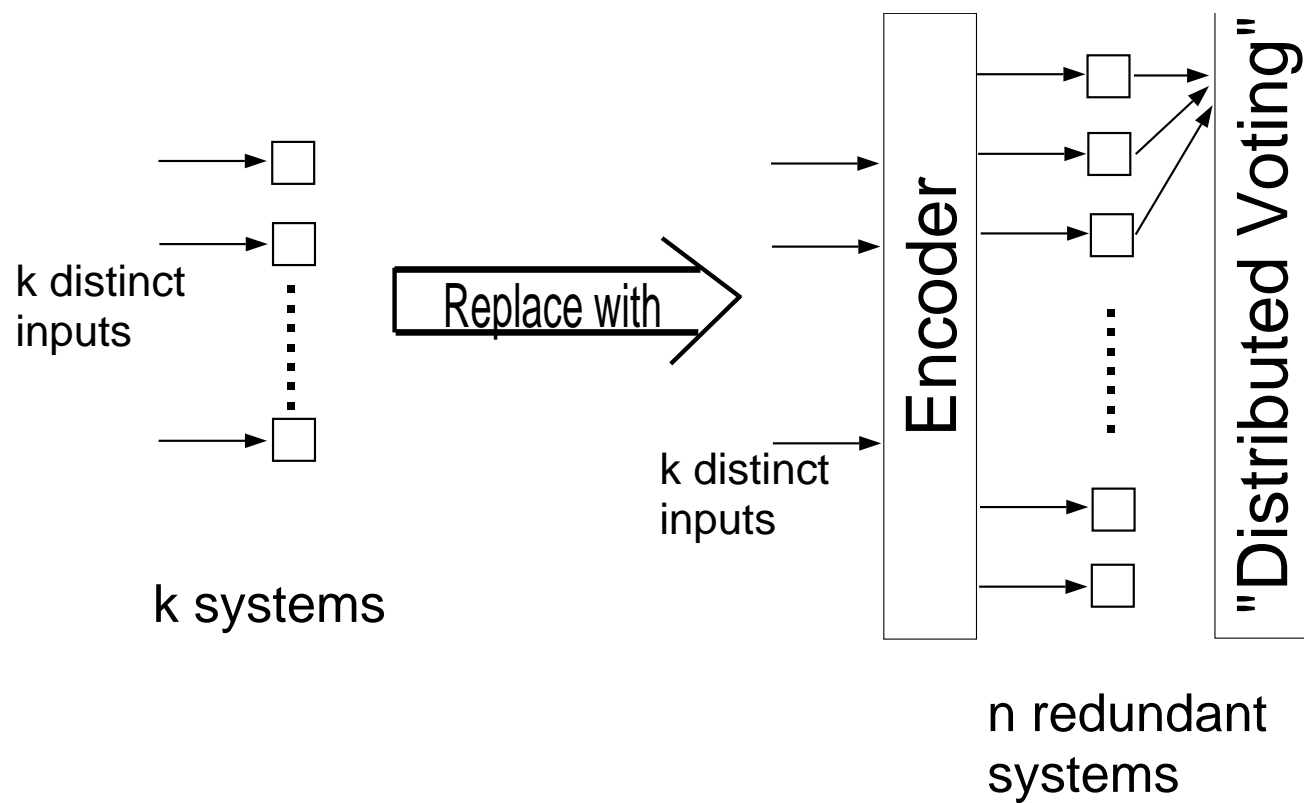 k distinct
inputs
k systems
Replace with
k distinct
inputs
Encoder
"Distributed Voting"
n redundant
systems